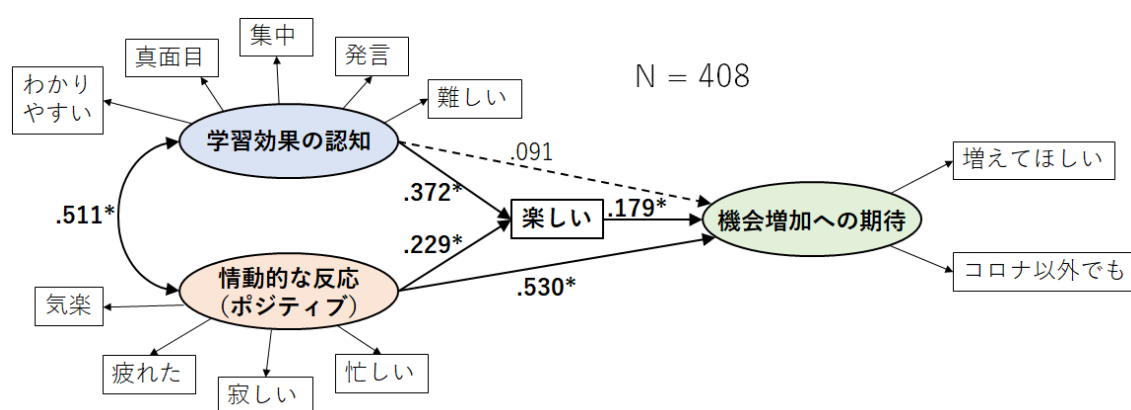 集中
真面目
発言
わかり
やすい
難しい
N = 408
学習効果の認知
.091
増えてほしい
.372*
.511*
楽しい
.179*
機会増加への期待
.229*
情動的な反応
（ポジティブ）
.530*
コロナ以外でも
気楽
疲れた
寂しい
忙しい